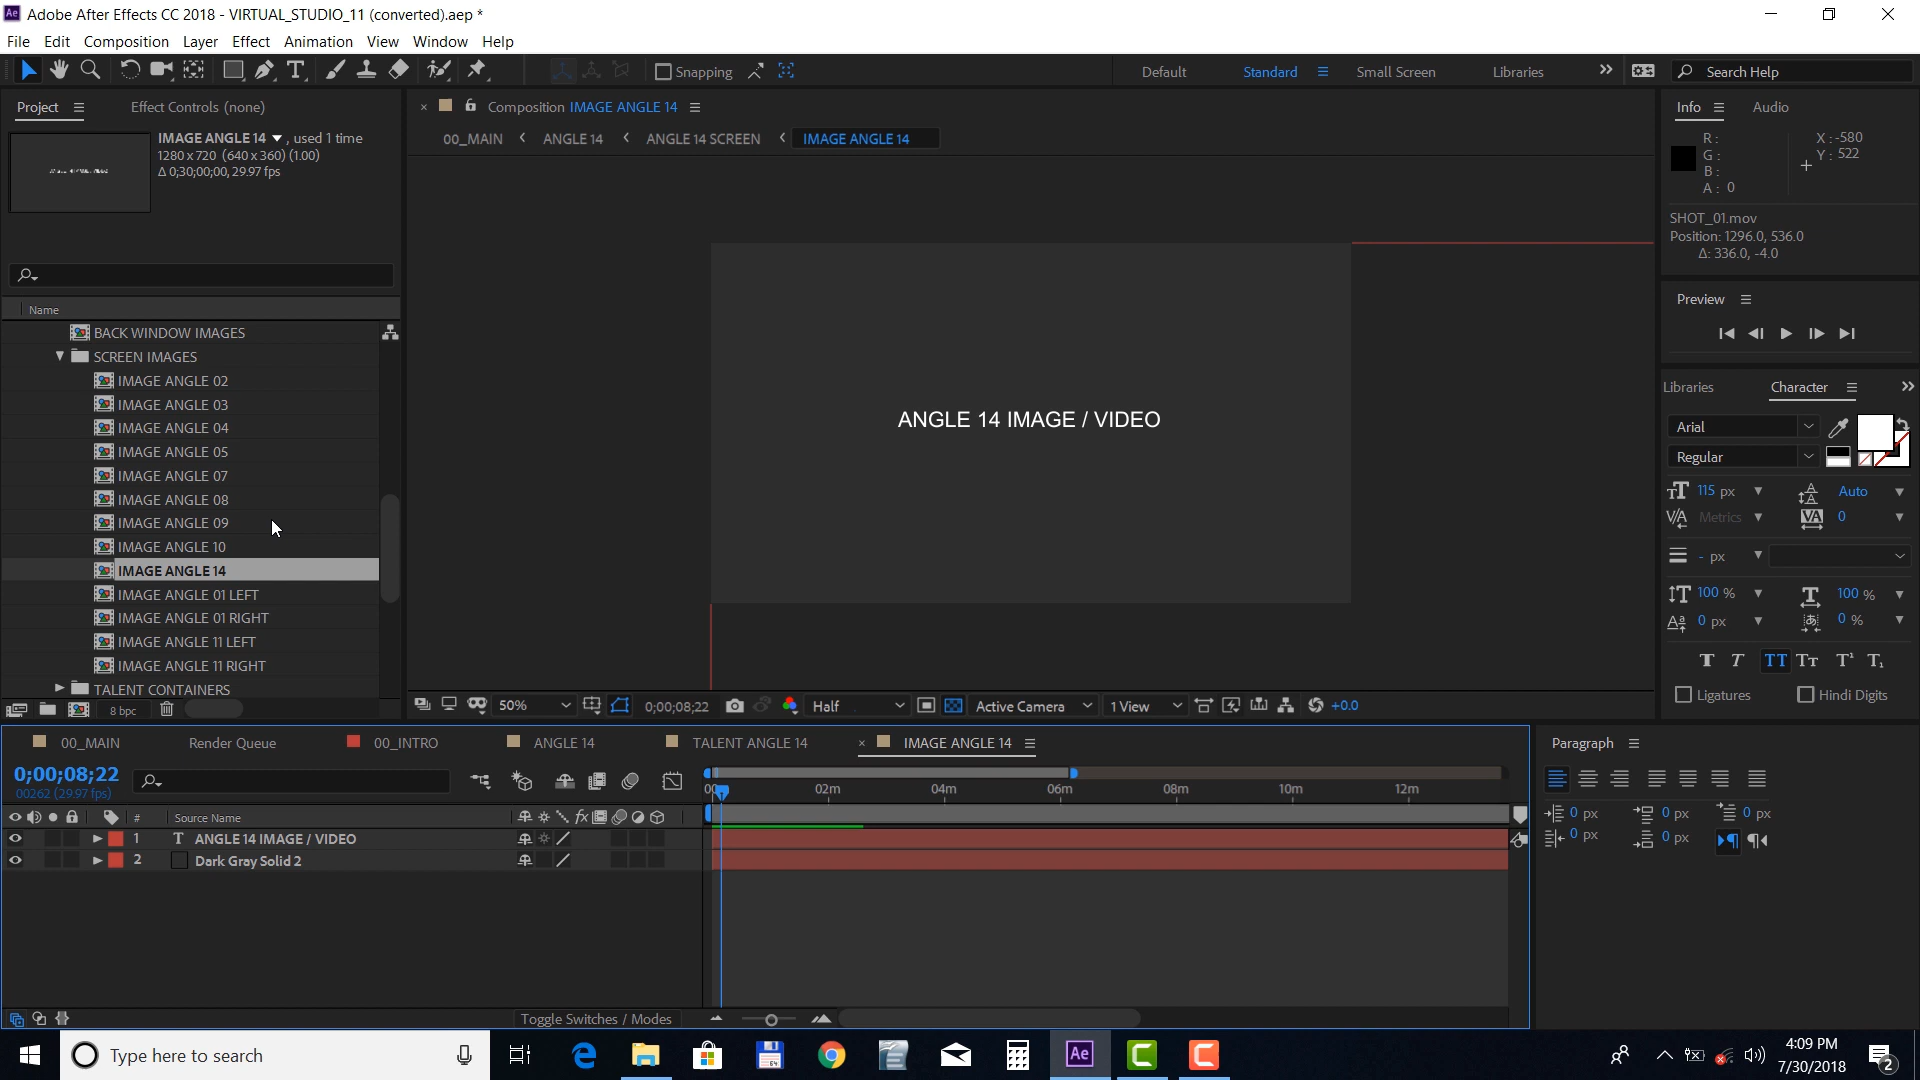 Adobe After Effects CC 2018 - VIRTUAL_STUDIO_11 (converted).aep *
File Edit Composition Layer Effect Animation View Window Help
Snapping
Default Standard Small Screen Libraries
Search Help
Project
Effect Controls (none)
IMAGE ANGLE 14 , used 1 time
1280 x 720 (640 x 360) (1.00)
Δ 0;30;00;00, 29.97 fps
Name
BACK WINDOW IMAGES
SCREEN IMAGES
IMAGE ANGLE 02
IMAGE ANGLE 03
IMAGE ANGLE 04
IMAGE ANGLE 05
IMAGE ANGLE 07
IMAGE ANGLE 08
IMAGE ANGLE 09
IMAGE ANGLE 10
IMAGE ANGLE 14
IMAGE ANGLE 01 LEFT
IMAGE ANGLE 01 RIGHT
IMAGE ANGLE 11 LEFT
IMAGE ANGLE 11 RIGHT
TALENT CONTAINERS
8 bpc
Composition IMAGE ANGLE 14
00_MAIN ANGLE 14 ANGLE 14 SCREEN IMAGE ANGLE 14
ANGLE 14 IMAGE / VIDEO
50% 0;00;08;22 Half Active Camera 1 View +0.0
Info Audio
R:
G:
B:
A: 0
X: -580
Y: 522
SHOT_01.mov
Position: 1296.0, 536.0
Δ: 336.0, -4.0
Preview
Libraries Character
Arial
Regular
115 px Auto
Metrics 0
- px
100 % 100 %
0 px 0 %
Ligatures Hindi Digits
00_MAIN Render Queue 00_INTRO ANGLE 14 TALENT ANGLE 14 IMAGE ANGLE 14
0;00;08;22
00262 (29.97 fps)
02m 04m 06m 08m 10m 12m
# Source Name
1 T ANGLE 14 IMAGE / VIDEO
2 Dark Gray Solid 2
Toggle Switches / Modes
Paragraph
0 px 0 px 0 px
0 px 0 px
Type here to search
Ae
64
4:09 PM
7/30/2018
2